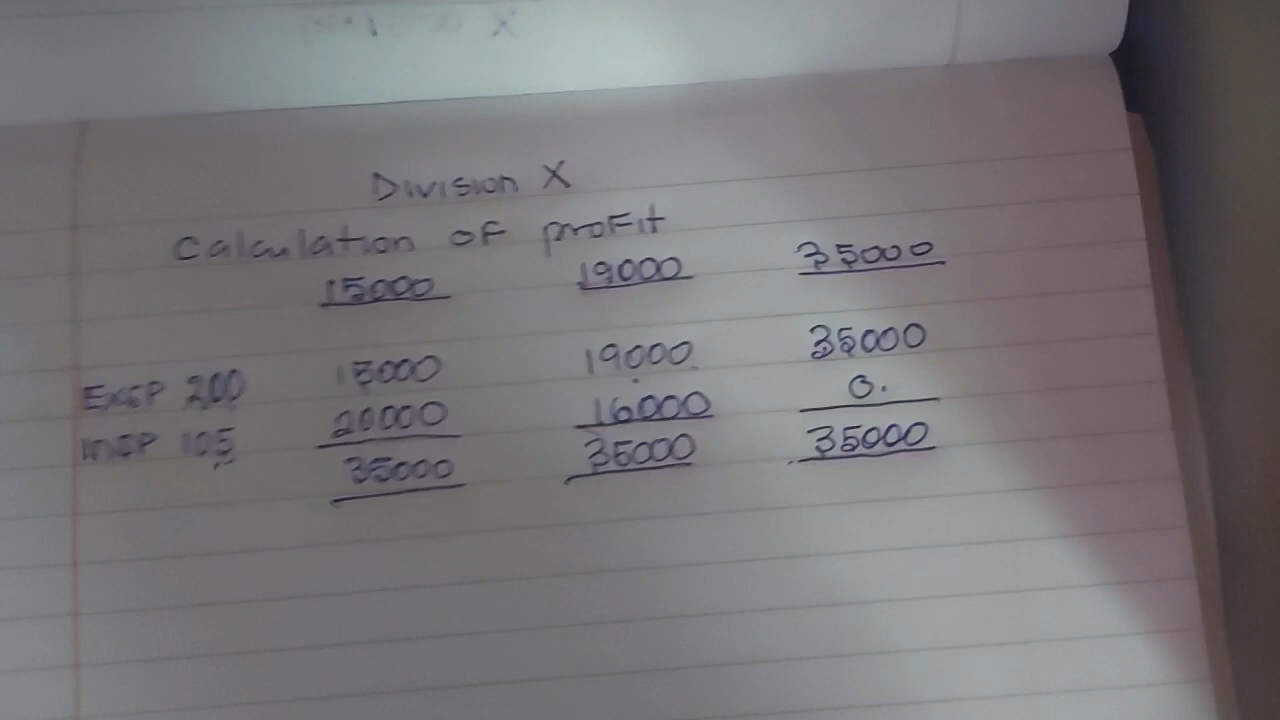 Division X
Calculation of profit
15000 19000 35000
ExSP 200 15000 19000 35000
InSP 105 20000 16000 0.
35000 35000 35000